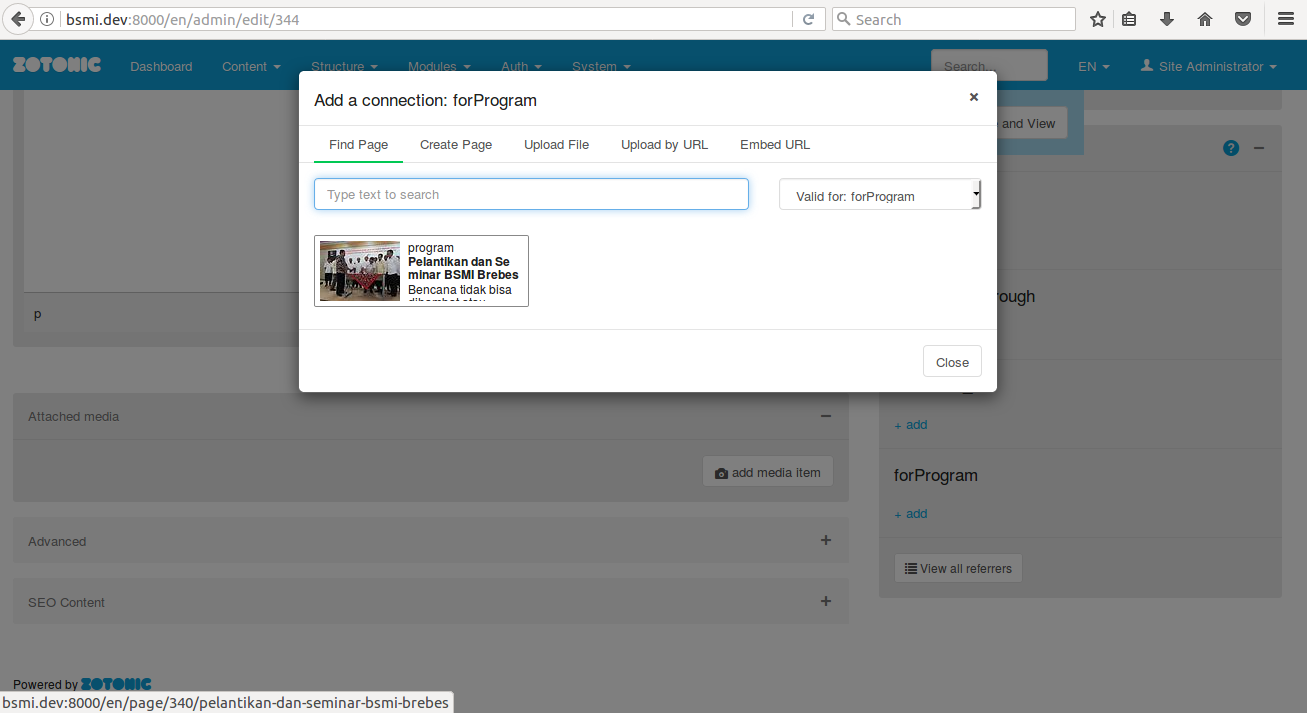 bsmi.dev:8000/en/admin/edit/344
Search
ZOTONIC Dashboard Content Structure Modules Auth System Search... EN Site Administrator
Add a connection: forProgram ×
and View
Find Page Create Page Upload File Upload by URL Embed URL
?
Type text to search
Valid for: forProgram
program
Pelantikan dan Se
minar BSMI Brebes
Bencana tidak bisa
rough
p
Close
Attached media
+ add
add media item
forProgram
+ add
Advanced
View all referrers
SEO Content
Powered by ZOTONIC
bsmi.dev:8000/en/page/340/pelantikan-dan-seminar-bsmi-brebes